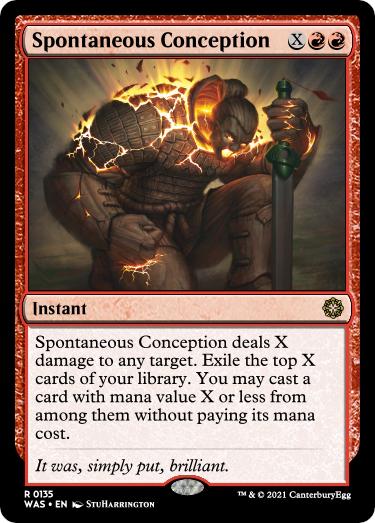 Spontaneous Conception X
Instant
Spontaneous Conception deals X
damage to any target. Exile the top X
cards of your library. You may cast a
card with mana value X or less from
among them without paying its mana
cost.
It was, simply put, brilliant.
R 0135
WAS • EN StuHarrington
™ & © 2021 CanterburyEgg